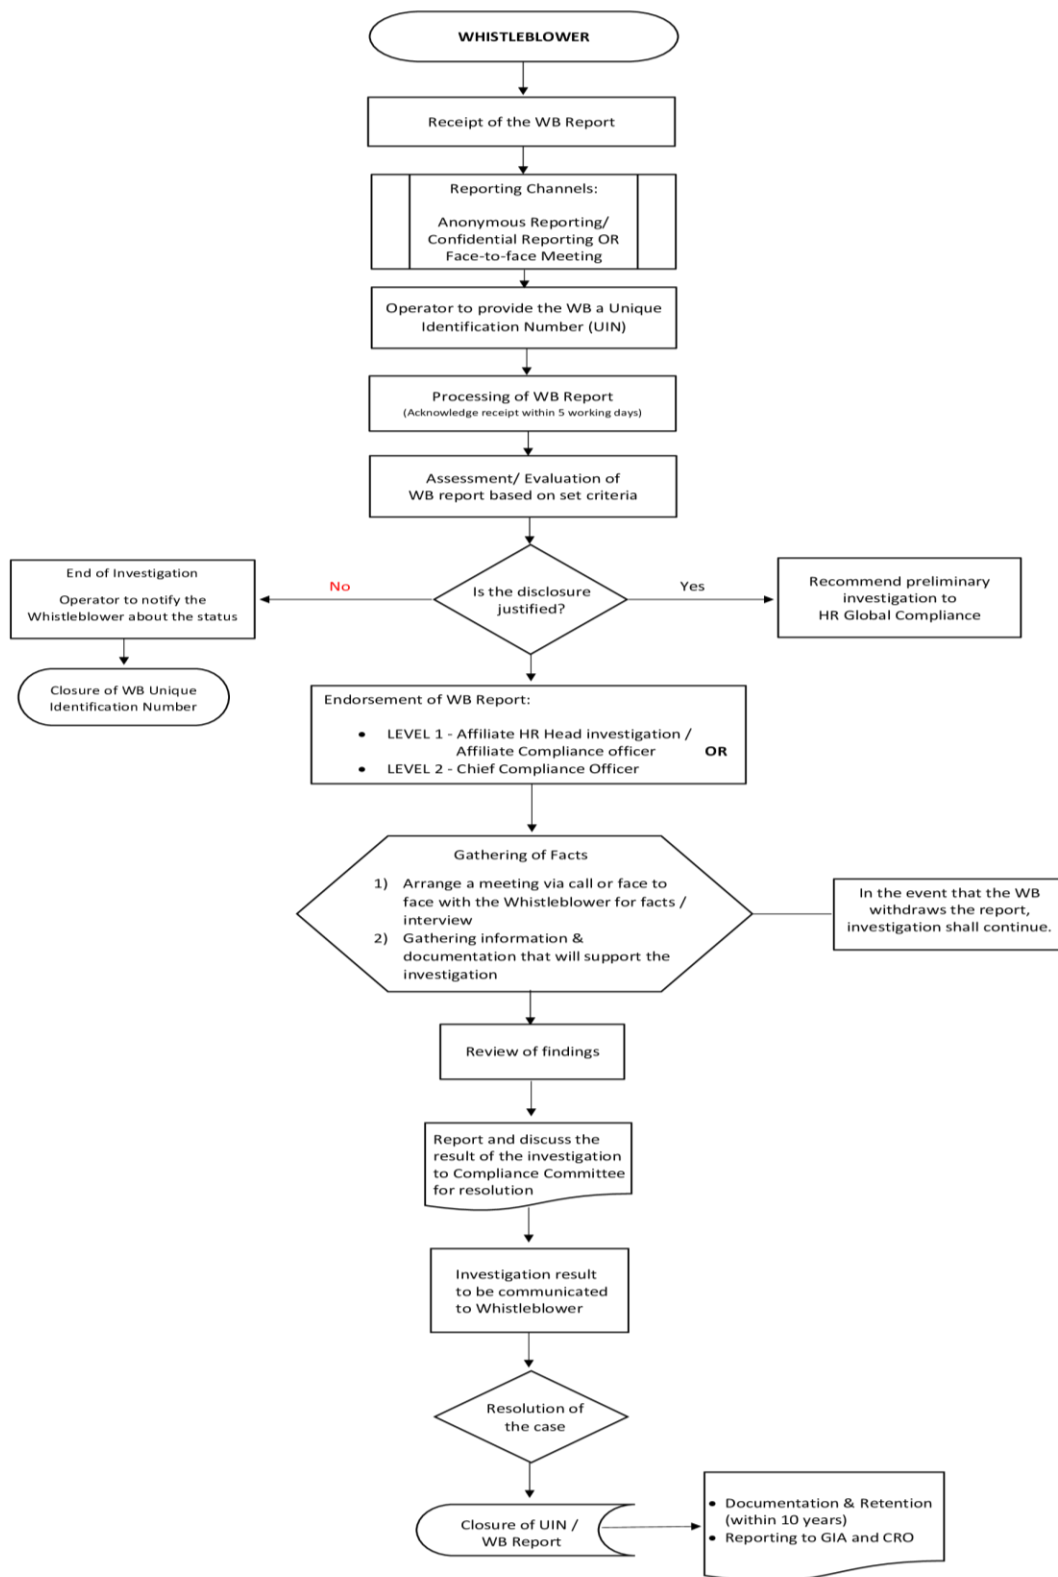 WHISTLEBLOWER
Receipt of the WB Report
Reporting Channels:
Anonymous Reporting/
Confidential Reporting OR
Face-to-face Meeting
Operator to provide the WB a Unique
Identification Number (UIN)
Processing of WB Report
(Acknowledge receipt within 5 working days)
Assessment/ Evaluation of
WB report based on set criteria
Is the disclosure
justified?
No
Yes
End of Investigation
Operator to notify the
Whistleblower about the status
Closure of WB Unique
Identification Number
Recommend preliminary
investigation to
HR Global Compliance
Endorsement of WB Report:
• LEVEL 1 - Affiliate HR Head investigation /
Affiliate Compliance officer OR
• LEVEL 2 - Chief Compliance Officer
Gathering of Facts
1) Arrange a meeting via call or face to
face with the Whistleblower for facts /
interview
2) Gathering information &
documentation that will support the
investigation
In the event that the WB
withdraws the report,
investigation shall continue.
Review of findings
Report and discuss the
result of the investigation
to Compliance Committee
for resolution
Investigation result
to be communicated
to Whistleblower
Resolution of
the case
Closure of UIN /
WB Report
• Documentation & Retention
(within 10 years)
• Reporting to GIA and CRO